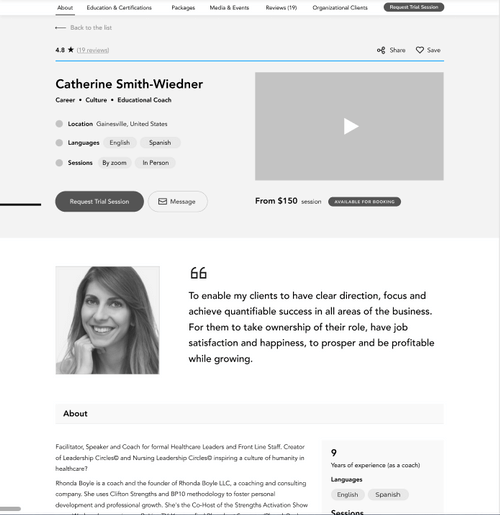 About Education & Certifications Packages Media & Events Reviews (19) Organizational Clients Request Trial Session
Back to the list
4.8 ★ (19 reviews) Share Save
Catherine Smith-Wiedner
Career • Culture • Educational Coach
Location Gainesville, United States
Languages English Spanish
Sessions By zoom In Person
Request Trial Session Message
From $150 session AVAILABLE FOR BOOKING
To enable my clients to have clear direction, focus and
achieve quantifiable success in all areas of the business.
For them to take ownership of their role, have job
satisfaction and happiness, to prosper and be profitable
while growing.
About
Facilitator, Speaker and Coach for formal Healthcare Leaders and Front Line Staff. Creator
of Leadership Circles© and Nursing Leadership Circles© inspiring a culture of humanity in
healthcare?
Rhonda Boyle is a coach and the founder of Rhonda Boyle LLC, a coaching and consulting
company. She uses Clifton Strengths and BP10 methodology to foster personal
development and professional growth. She's the Co-Host of the Strengths Activation Show
9
Years of experience (as a coach)
Languages
English Spanish
Sessions